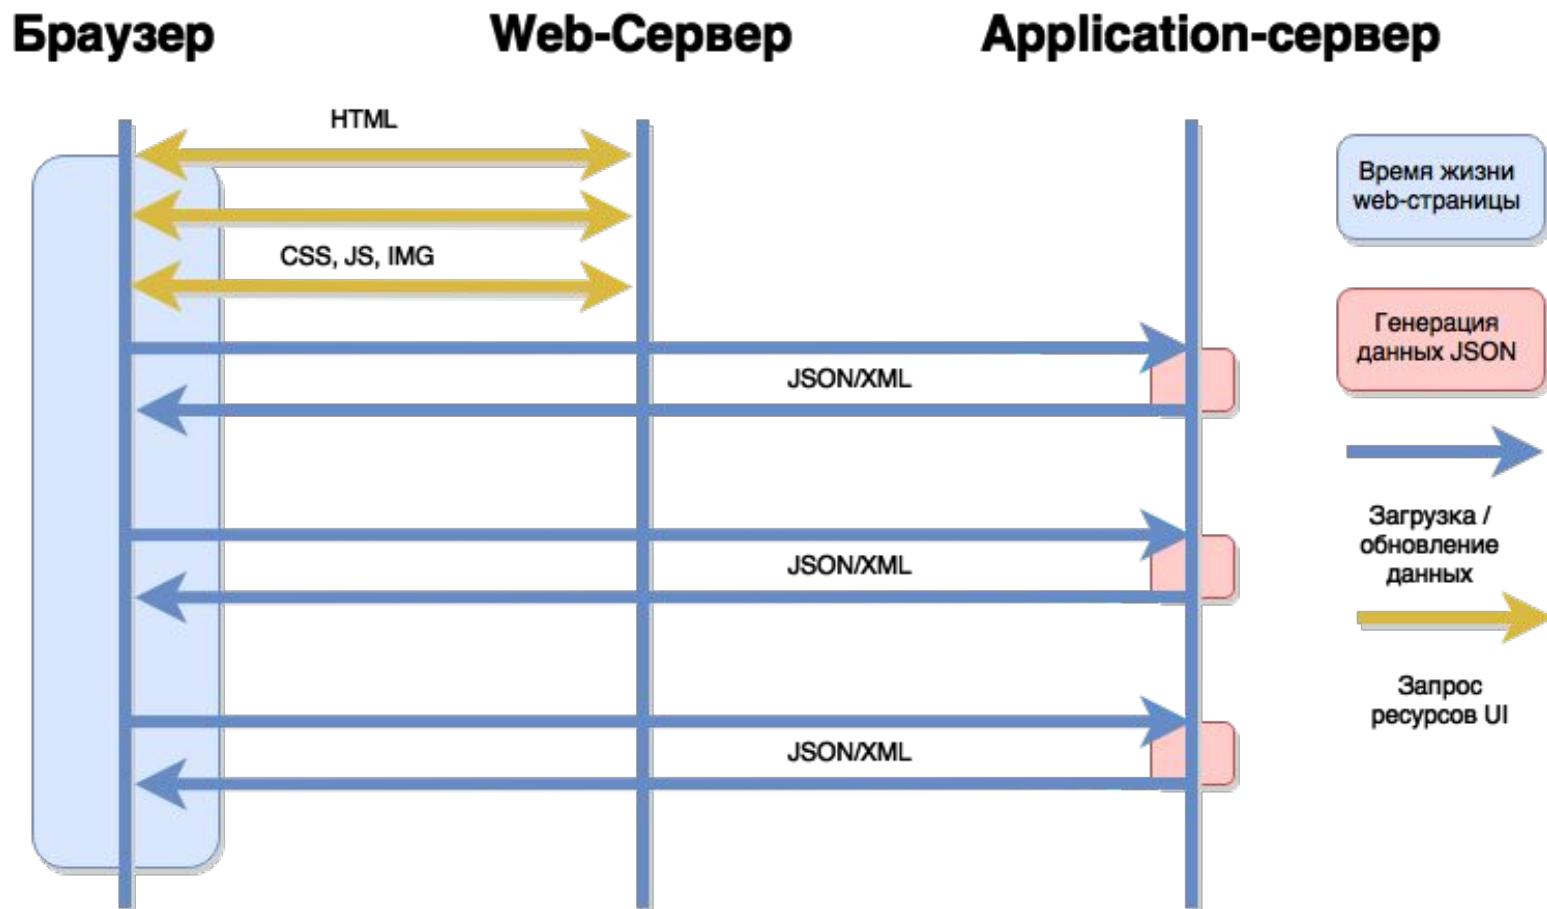 Браузер
Web-Сервер
Application-сервер
HTML
CSS, JS, IMG
JSON/XML
JSON/XML
JSON/XML
Время жизни
web-страницы
Генерация
данных JSON
Загрузка /
обновление
данных
Запрос
ресурсов UI